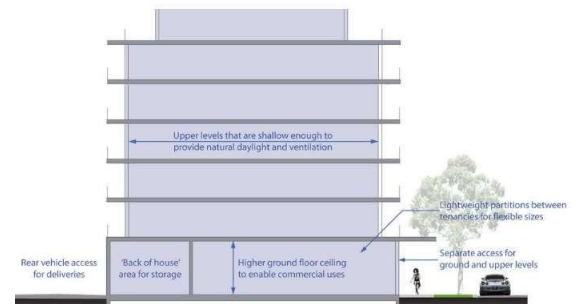 Upper levels that are shallow enough to
provide natural daylight and ventilation
Lightweight partitions between
tenancies for flexible sizes
Rear vehicle access
for deliveries
'Back of house'
area for storage
Higher ground floor ceiling
to enable commercial uses
Separate access for
ground and upper levels